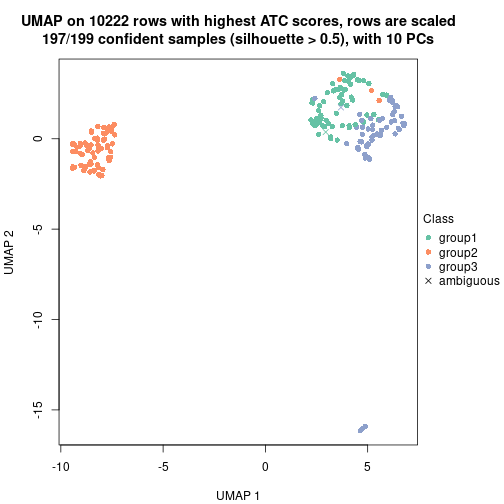 UMAP on 10222 rows with highest ATC scores, rows are scaled
197/199 confident samples (silhouette > 0.5), with 10 PCs
UMAP 2
0
-5
-10
-15
-10
-5
0
5
UMAP 1
Class
group1
group2
group3
ambiguous